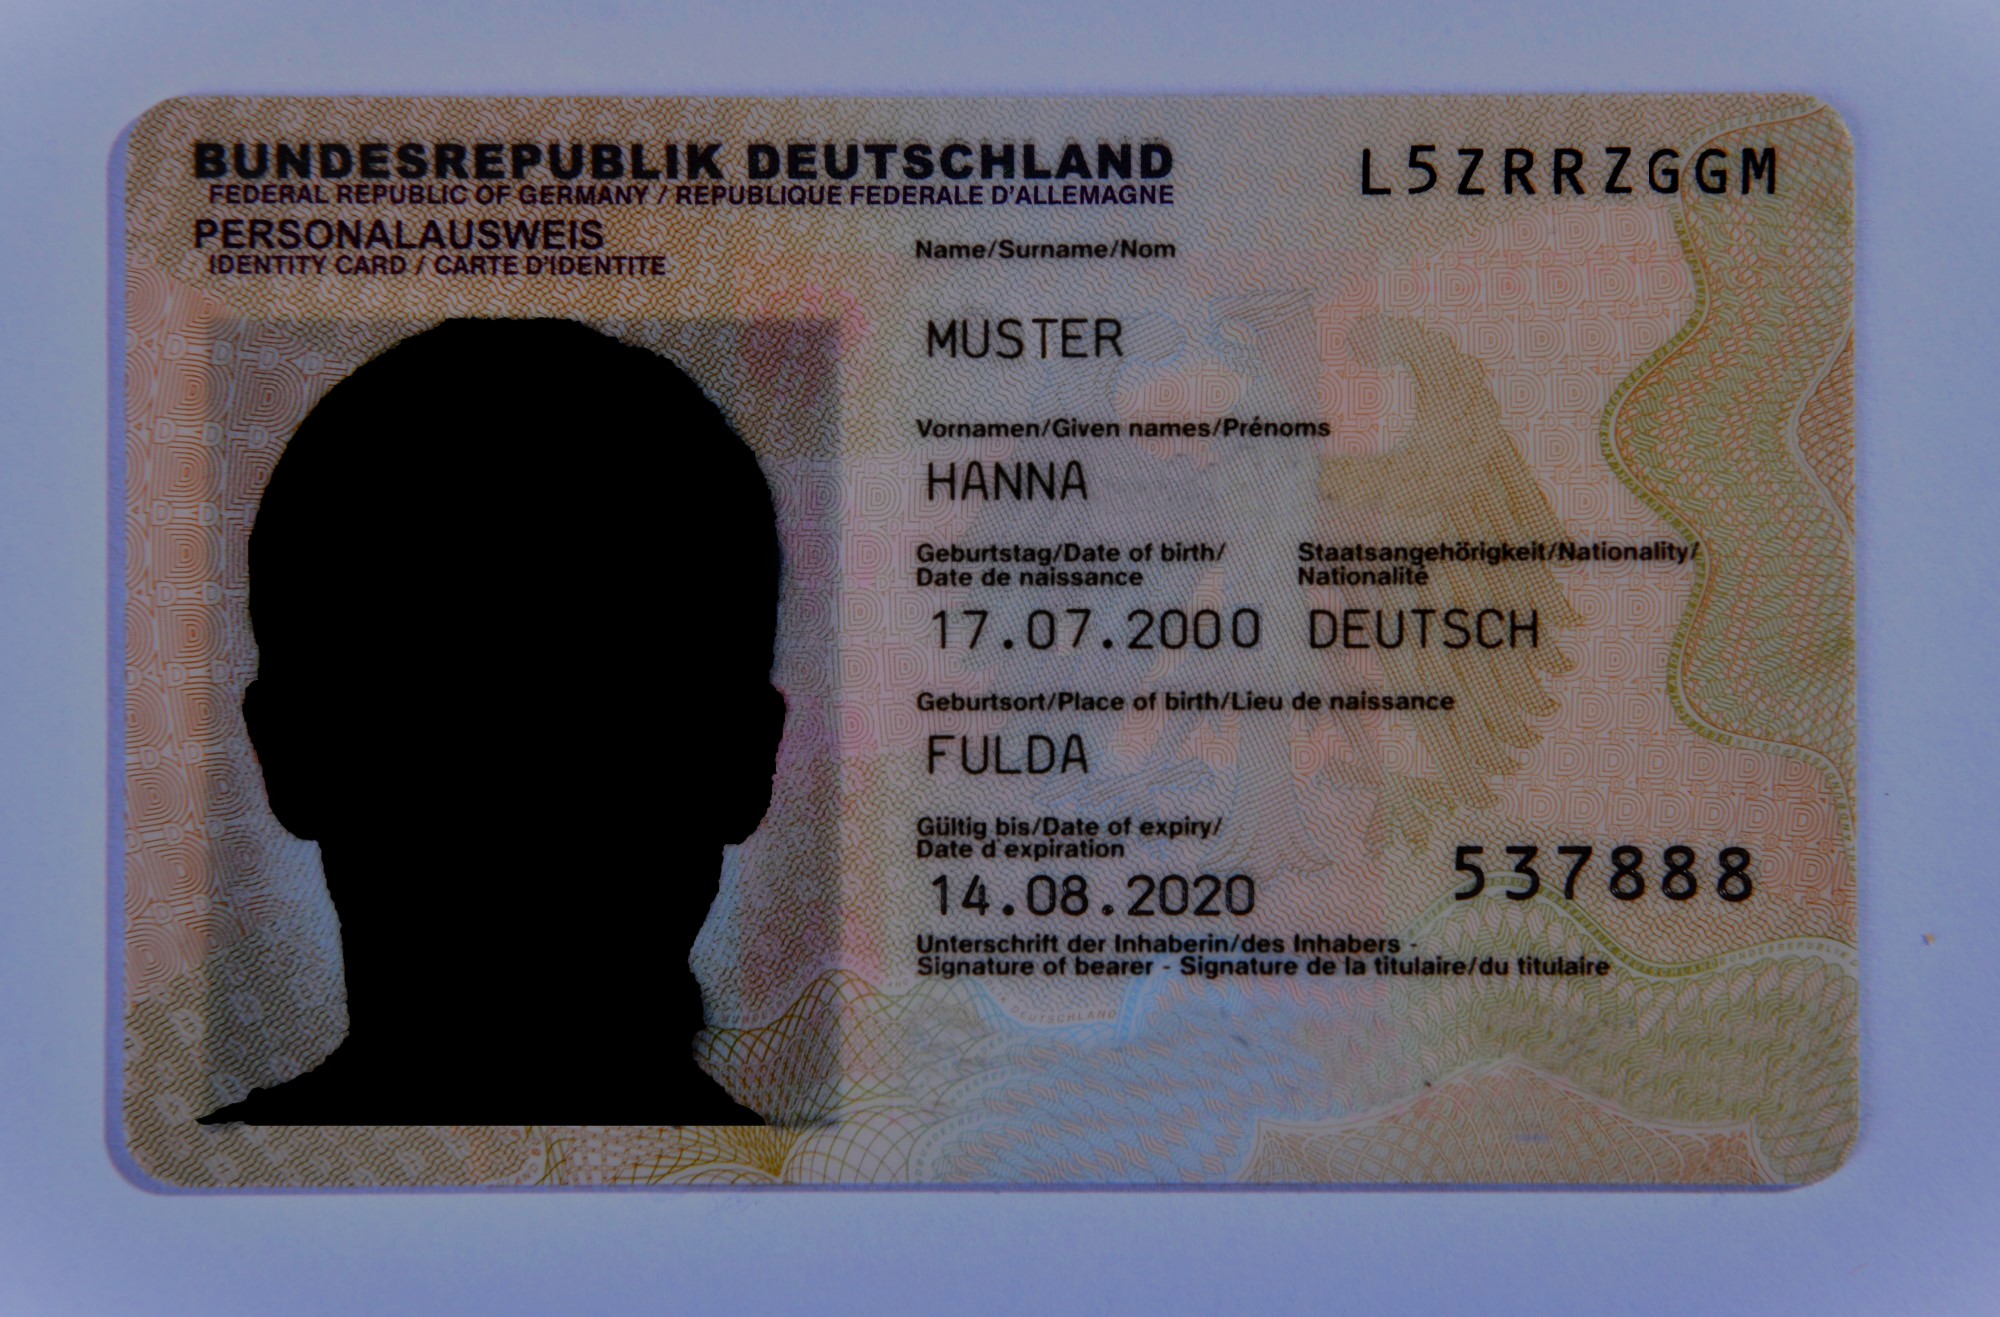 BUNDESREPUBLIK DEUTSCHLAND
FEDERAL REPUBLIC OF GERMANY / REPUBLIQUE FEDERALE D'ALLEMAGNE
L5ZRRZGGM
PERSONALAUSWEIS
IDENTITY CARD / CARTE D'IDENTITE
Name/Surname/Nom
MUSTER
Vornamen/Given names/Prénoms
HANNA
Geburtstag/Date of birth/
Date de naissance
Staatsangehörigkeit/Nationality/
Nationalité
17.07.2000 DEUTSCH
Geburtsort/Place of birth/Lieu de naissance
FULDA
Gültig bis/Date of expiry/
Date d'expiration
14.08.2020
537888
Unterschrift der Inhaberin/des Inhabers -
Signature of bearer - Signature de la titulaire/du titulaire
DEUTSCHLAND